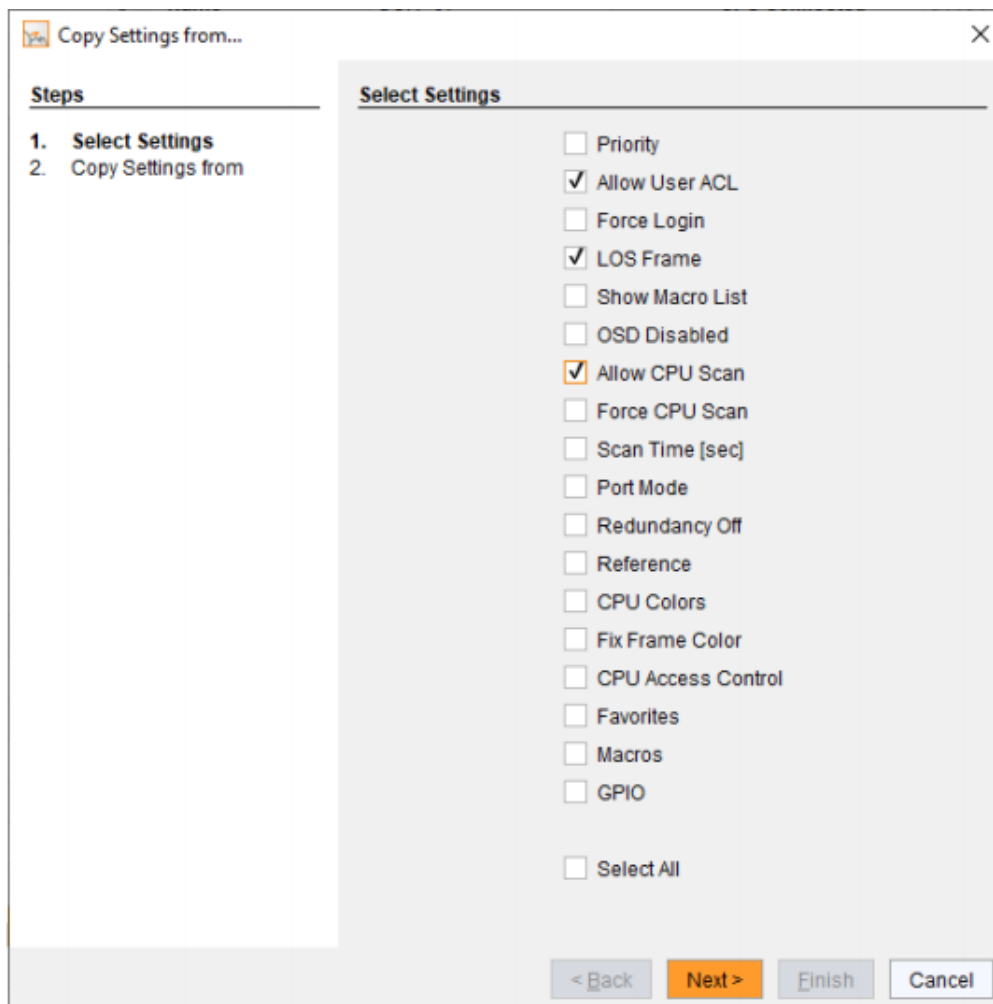 Copy Settings from...
Steps
1. Select Settings
2. Copy Settings from
Select Settings
Priority
Allow User ACL
Force Login
LOS Frame
Show Macro List
OSD Disabled
Allow CPU Scan
Force CPU Scan
Scan Time [sec]
Port Mode
Redundancy Off
Reference
CPU Colors
Fix Frame Color
CPU Access Control
Favorites
Macros
GPIO
Select All
< Back Next > Finish Cancel